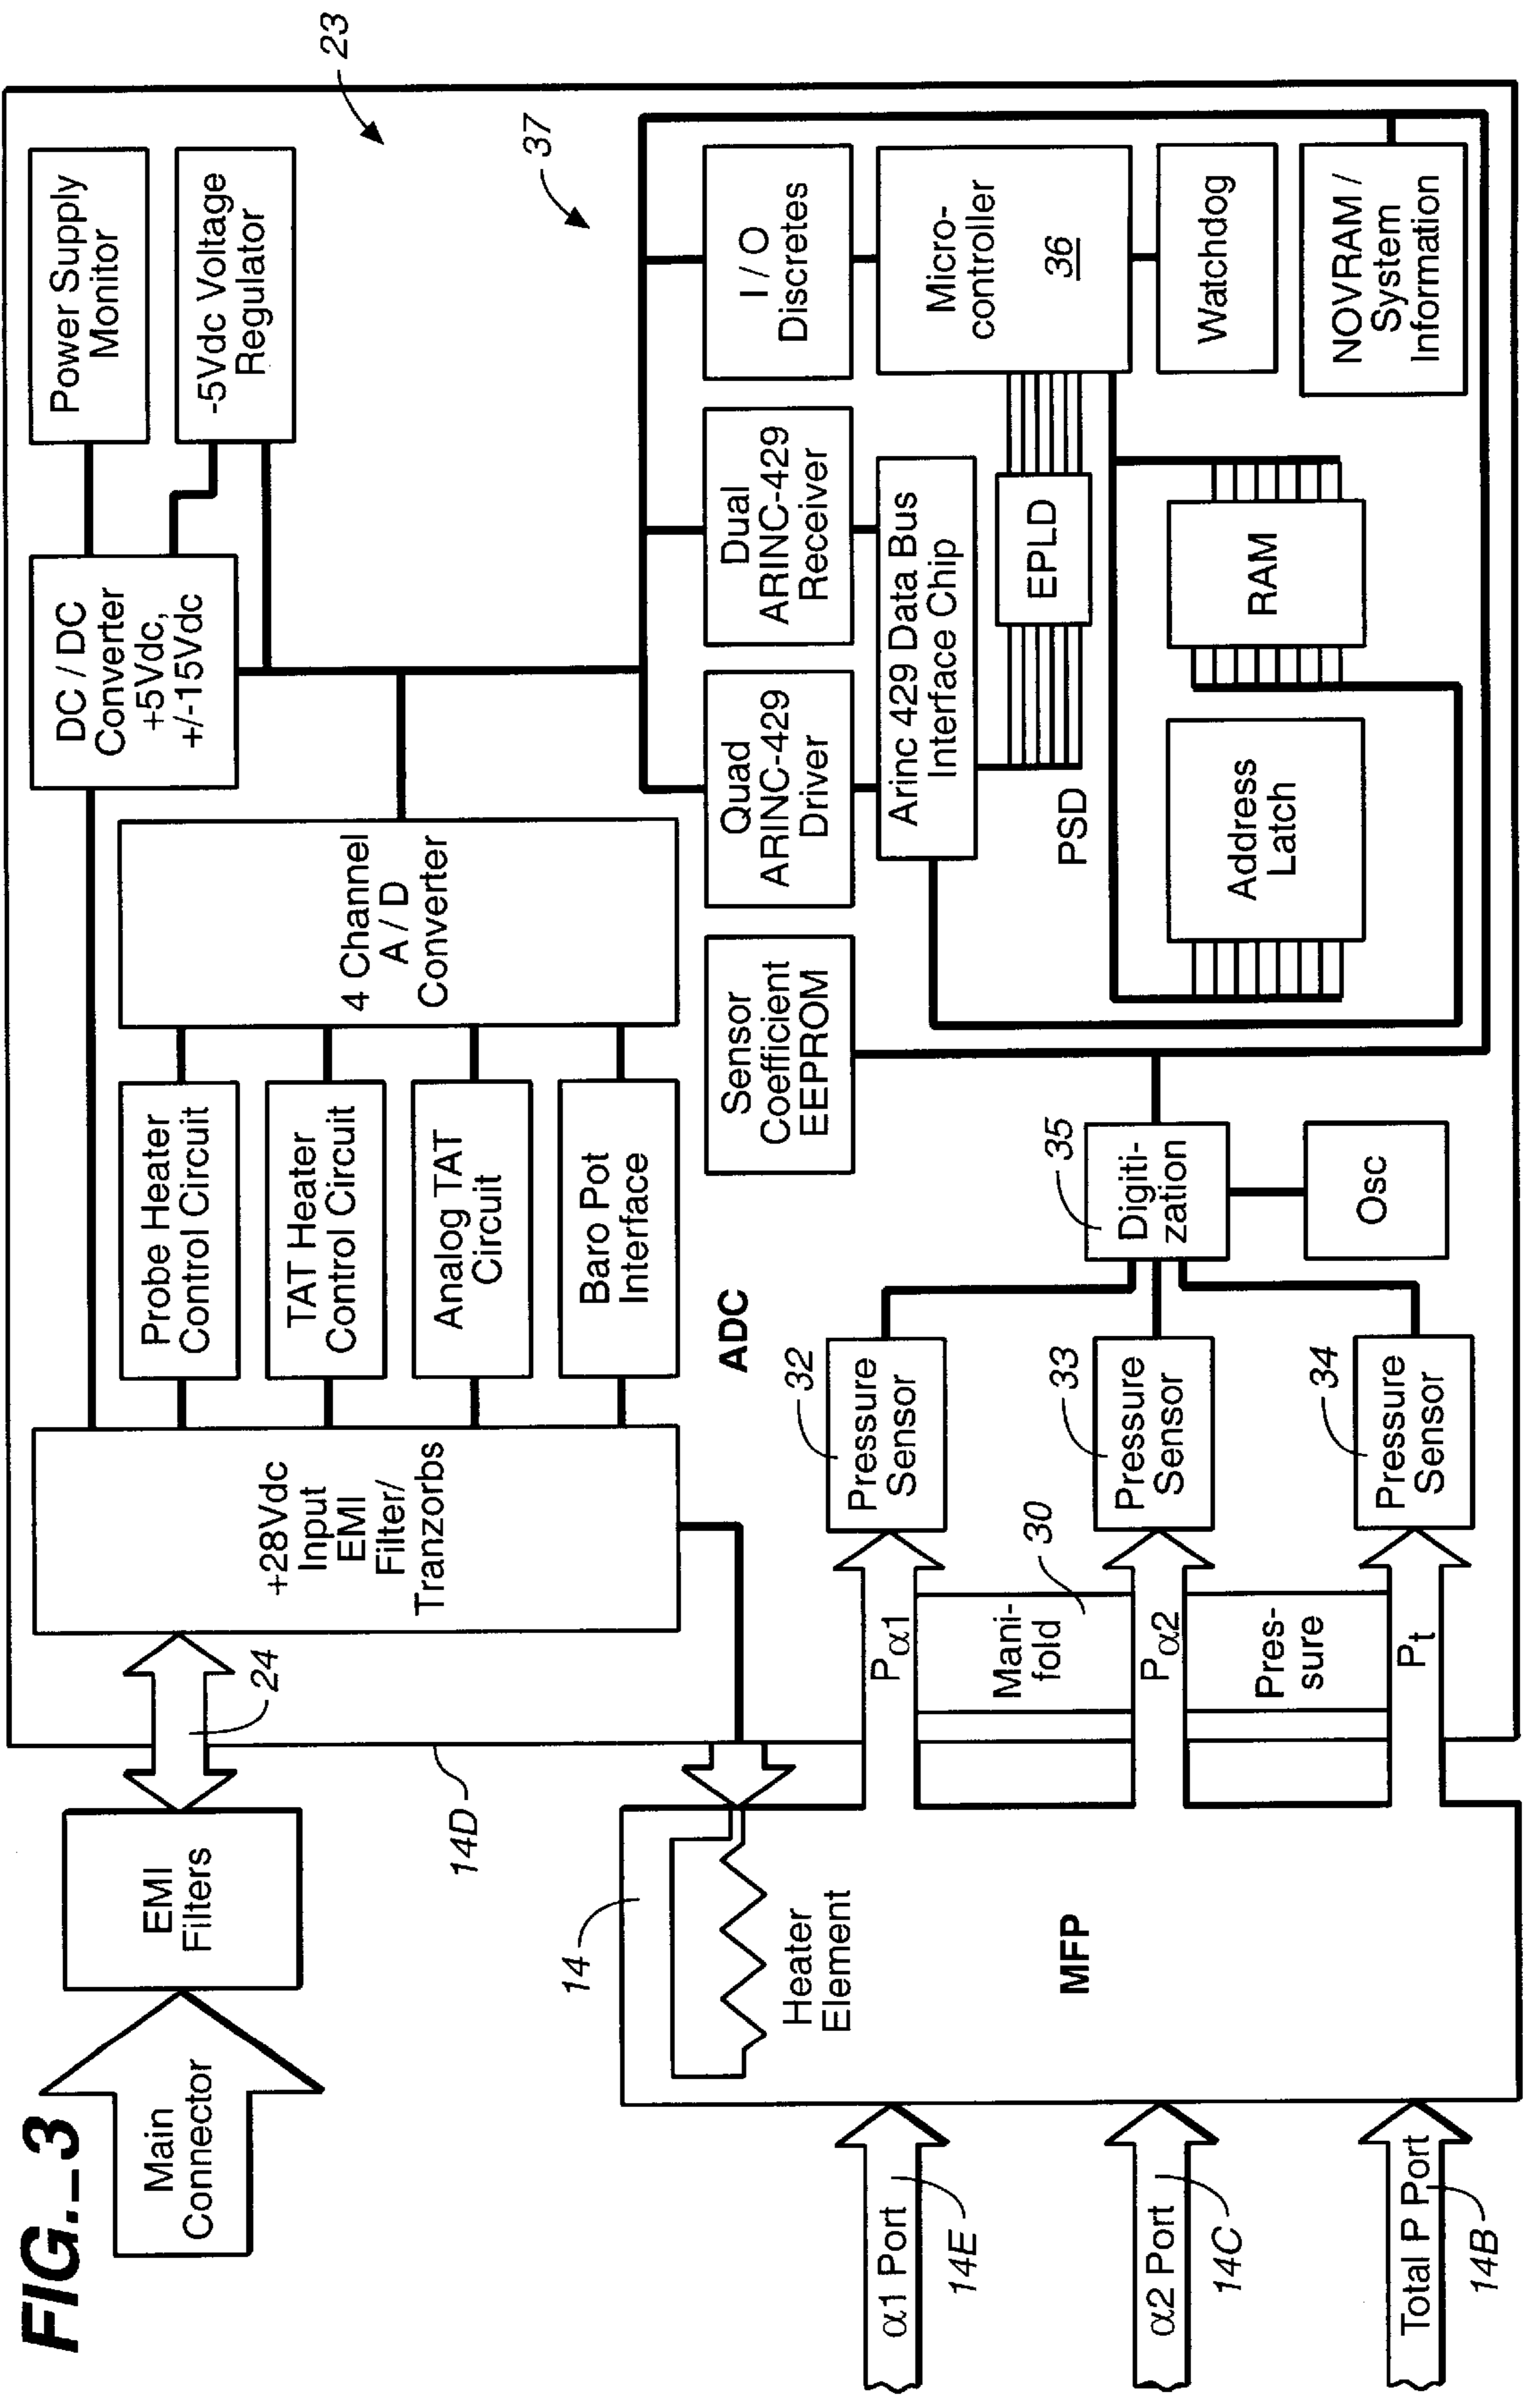 FIG._3
Main
Connector
EMI
Filters
24
14D
+28Vdc
Input
EMI
Filter/
Tranzorbs
Probe Heater
Control Circuit
TAT Heater
Control Circuit
Analog TAT
Circuit
Baro Pot
Interface
4 Channel
A / D
Converter
DC / DC
Converter
+5Vdc,
+/-15Vdc
Power Supply
Monitor
-5Vdc Voltage
Regulator
23
37
ADC
Sensor
Coefficient
EEPROM
Quad
ARINC-429
Driver
Dual
ARINC-429
Receiver
I / O
Discretes
Arinc 429 Data Bus
Interface Chip
Micro-
controller
36
EPLD
PSD
Watchdog
Address
Latch
RAM
NOVRAM /
System
Information
14
Heater
Element
MFP
α1 Port
14E
α2 Port
14C
Total P Port
14B
Pα1
Mani-
fold
30
Pα2
Pres-
sure
Pt
32
Pressure
Sensor
33
Pressure
Sensor
34
Pressure
Sensor
35
Digiti-
zation
Osc